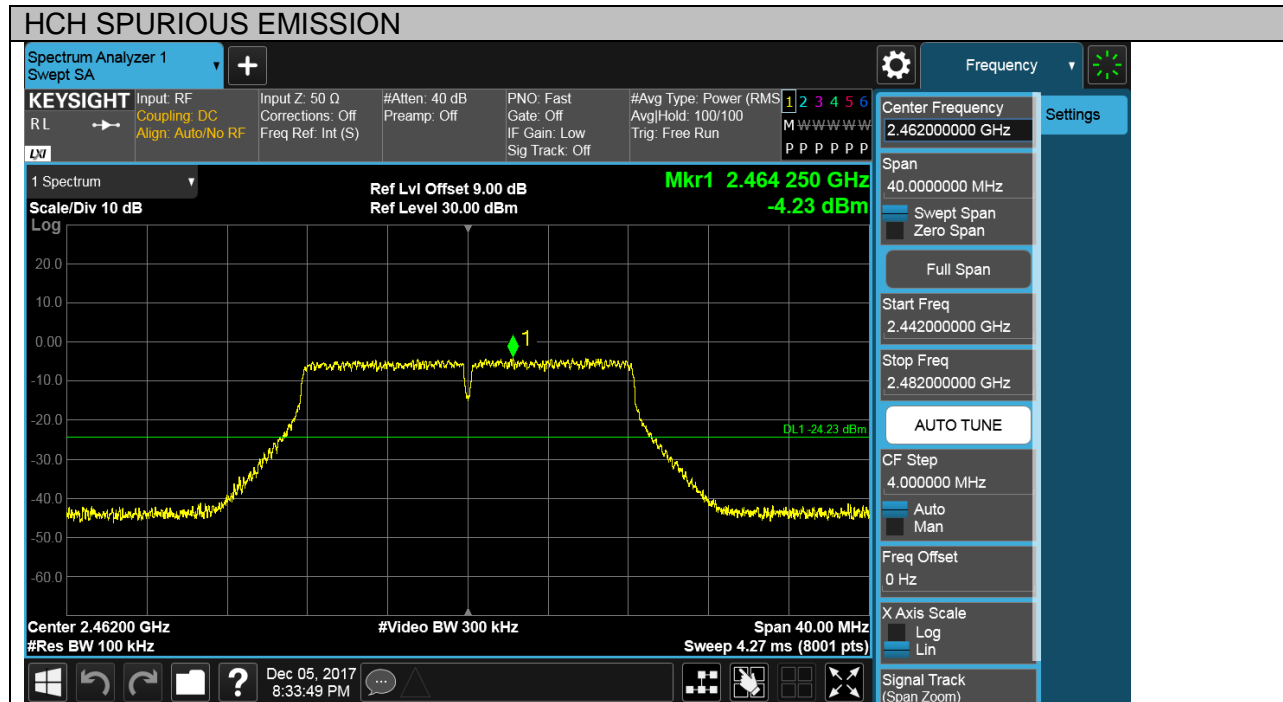 HCH SPURIOUS EMISSION
Spectrum Analyzer 1
Swept SA
+
Frequency
KEYSIGHT
R L
LXI
Input: RF
Coupling: DC
Align: Auto/No RF
Input Z: 50 Ω
Corrections: Off
Freq Ref: Int (S)
#Atten: 40 dB
Preamp: Off
PNO: Fast
Gate: Off
IF Gain: Low
Sig Track: Off
#Avg Type: Power (RMS
Avg|Hold: 100/100
Trig: Free Run
1 2 3 4 5 6
M W W W W W
P P P P P P
1 Spectrum
Scale/Div 10 dB
Log
Ref Lvl Offset 9.00 dB
Ref Level 30.00 dBm
Mkr1 2.464 250 GHz
-4.23 dBm
20.0
10.0
0.00
-10.0
-20.0
-30.0
-40.0
-50.0
-60.0
1
DL1 -24.23 dBm
Center 2.46200 GHz
#Res BW 100 kHz
#Video BW 300 kHz
Span 40.00 MHz
Sweep 4.27 ms (8001 pts)
Center Frequency
2.462000000 GHz
Settings
Span
40.0000000 MHz
Swept Span
Zero Span
Full Span
Start Freq
2.442000000 GHz
Stop Freq
2.482000000 GHz
AUTO TUNE
CF Step
4.000000 MHz
Auto
Man
Freq Offset
0 Hz
X Axis Scale
Log
Lin
Signal Track
(Span Zoom)
?
Dec 05, 2017
8:33:49 PM